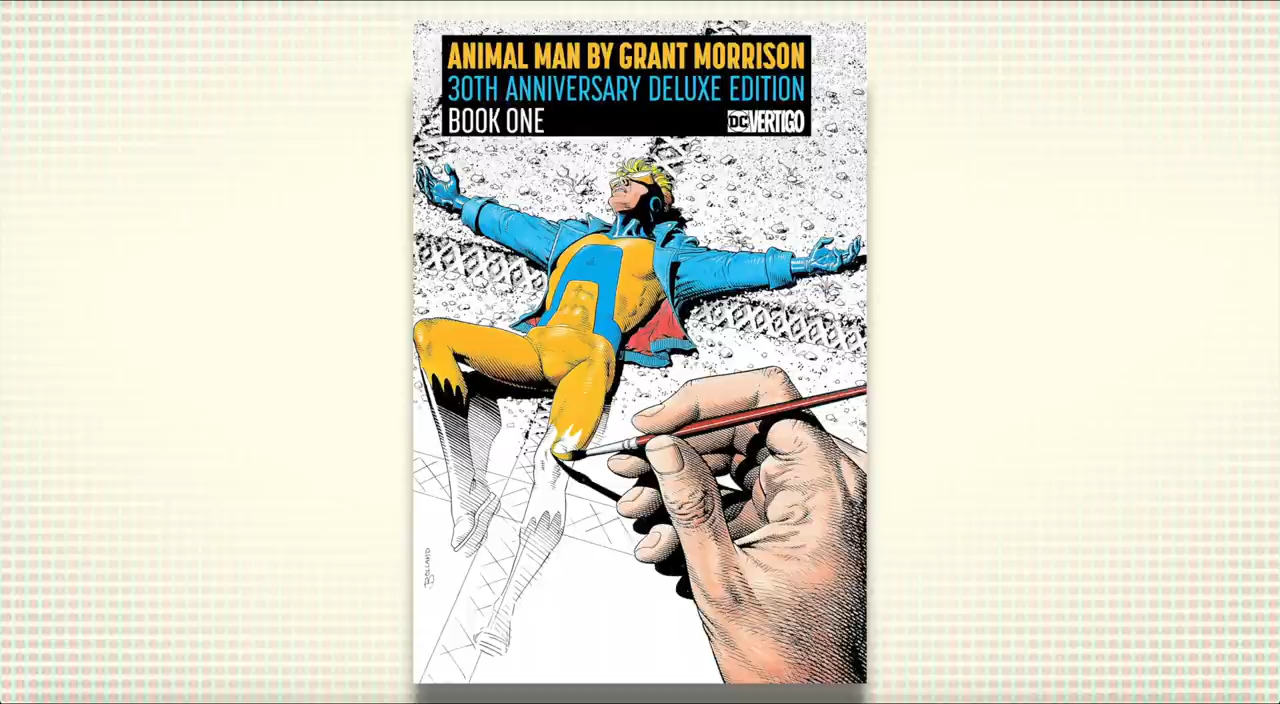 ANIMAL MAN BY GRANT MORRISON
30TH ANNIVERSARY DELUXE EDITION
BOOK ONE
DC VERTIGO
BOLLAND